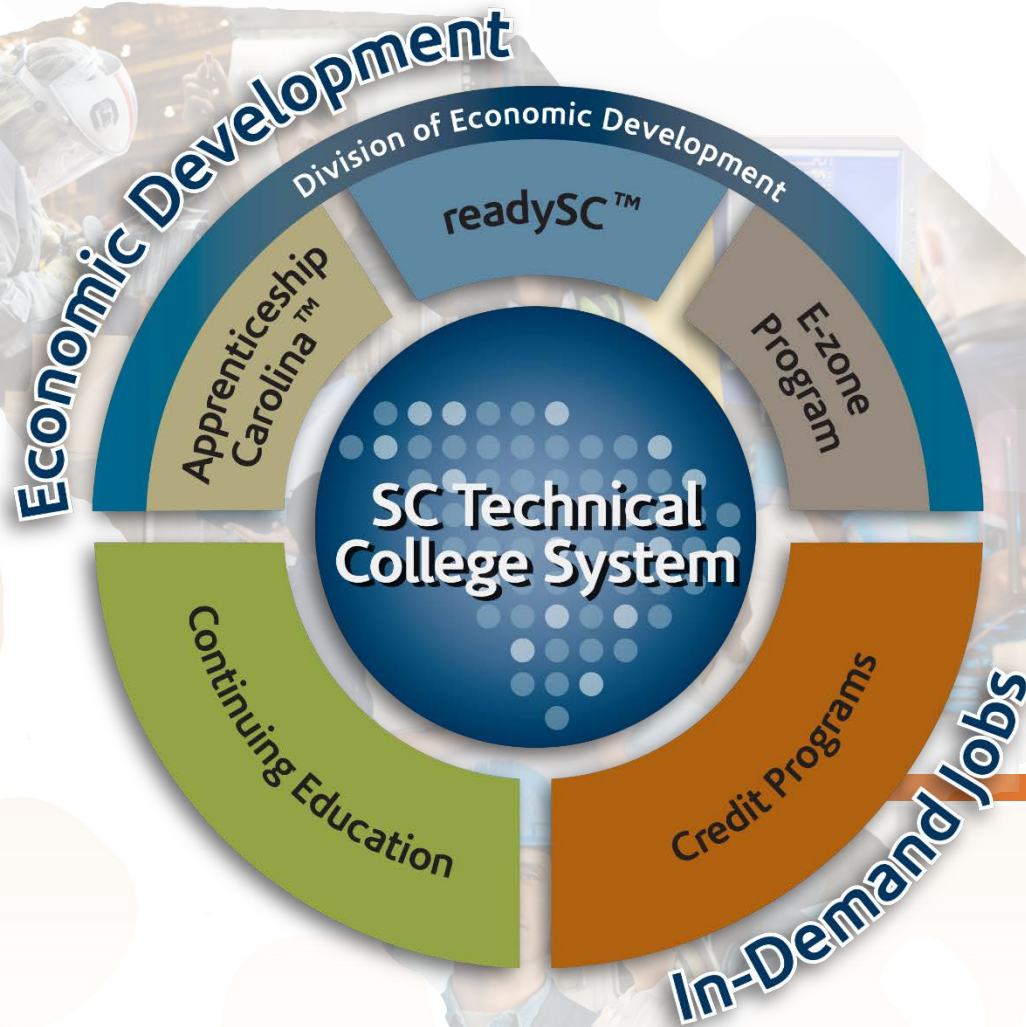 Economic Development
Division of Economic Development
readySC™
Apprenticeship
Carolina™
E-zone
Program
SC Technical
College System
Continuing Education
Credit Programs
In-Demand Jobs